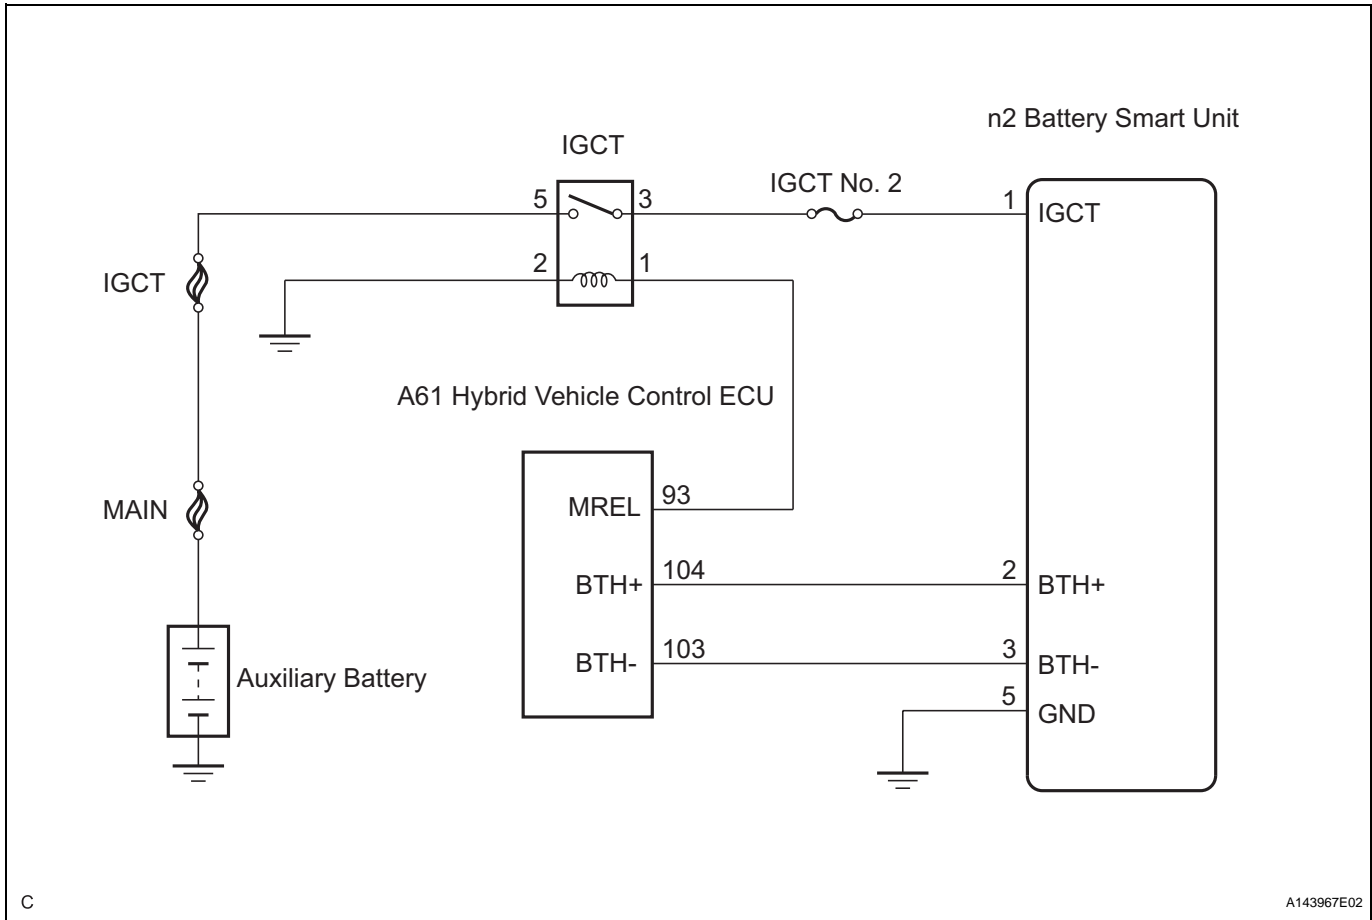 n2 Battery Smart Unit
IGCT
IGCT No. 2
5
3
1
IGCT
2
1
IGCT
A61 Hybrid Vehicle Control ECU
MREL
93
MAIN
BTH+
104
2
BTH+
BTH-
103
3
BTH-
Auxiliary Battery
5
GND
C
A143967E02